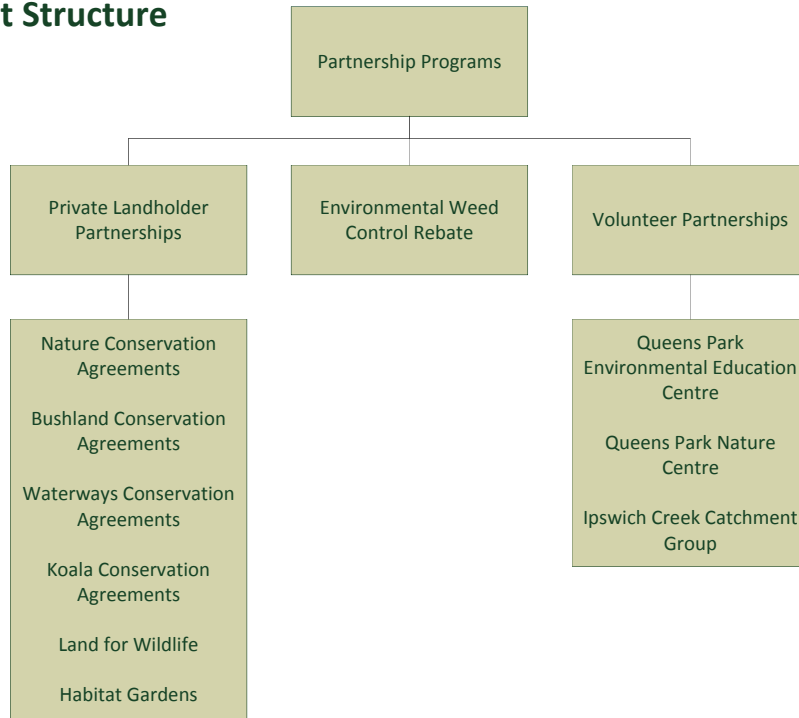 t Structure
Partnership Programs
Private Landholder
Partnerships
Environmental Weed
Control Rebate
Volunteer Partnerships
Nature Conservation
Agreements
Bushland Conservation
Agreements
Waterways Conservation
Agreements
Koala Conservation
Agreements
Land for Wildlife
Habitat Gardens
Queens Park
Environmental Education
Centre
Queens Park Nature
Centre
Ipswich Creek Catchment
Group